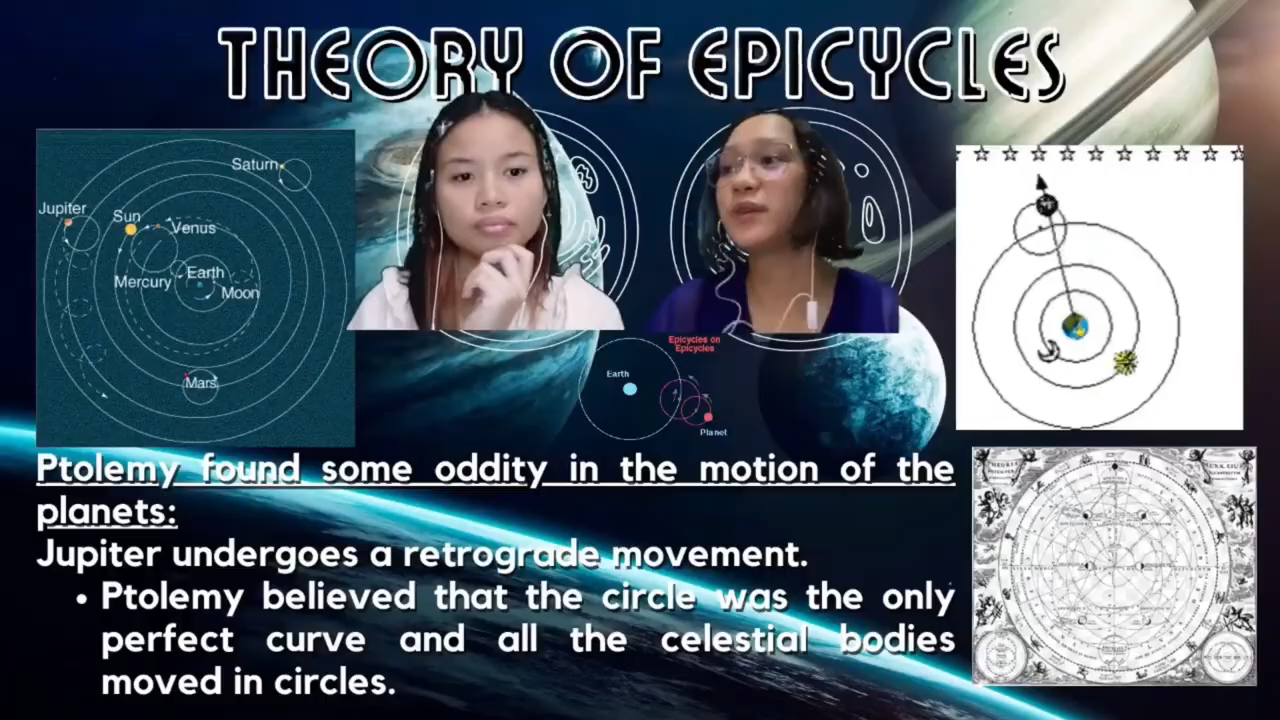 THEORY OF EPICYCLES
Saturn
Jupiter
Sun
Venus
Mercury
Earth
Moon
Mars
Epicycles on
Epicycles
Earth
Planet
Ptolemy found some oddity in the motion of the
planets:
Jupiter undergoes a retrograde movement.
• Ptolemy believed that the circle was the only
perfect curve and all the celestial bodies
moved in circles.